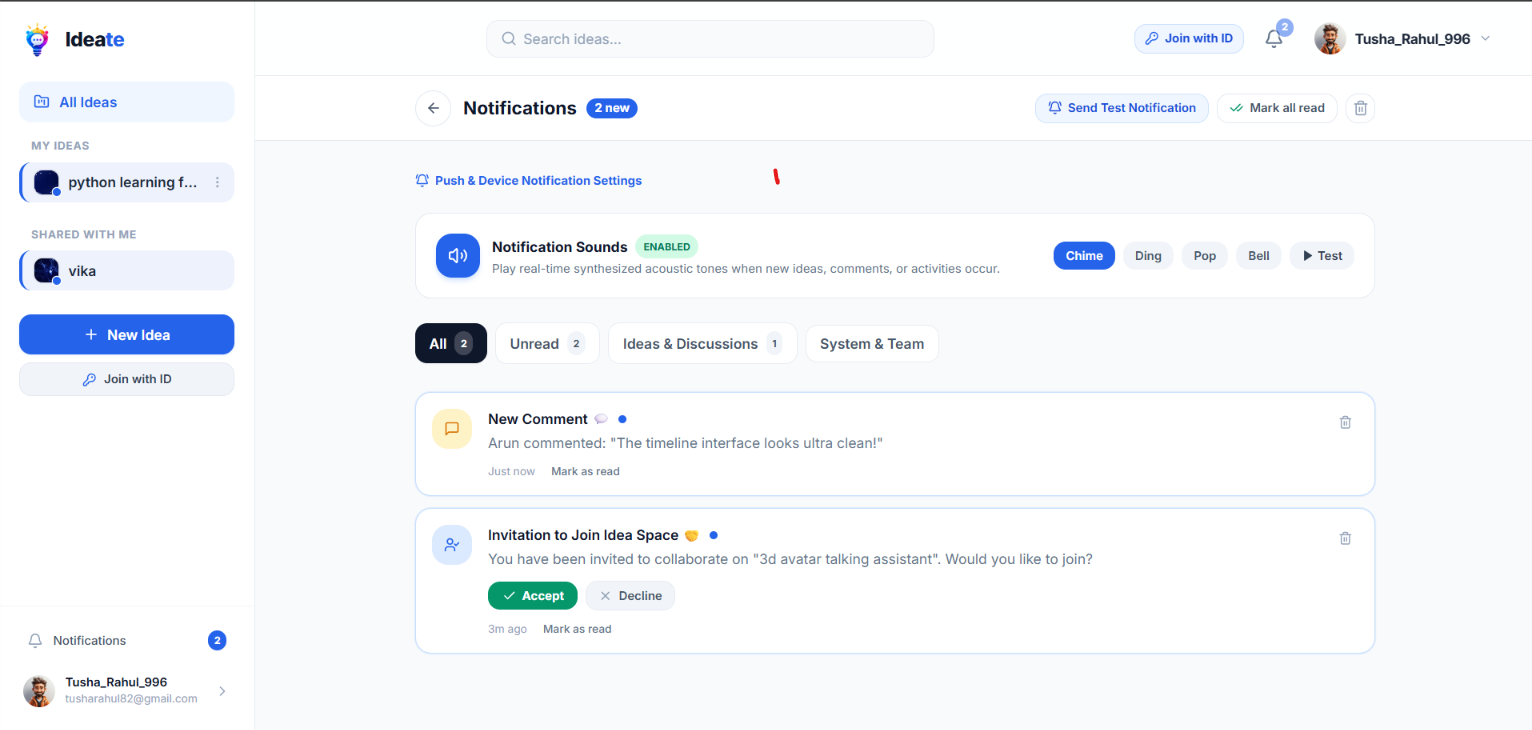 Ideate
Search ideas...
Join with ID
2
Tusha_Rahul_996
All Ideas
MY IDEAS
python learning f...
SHARED WITH ME
vika
New Idea
Join with ID
Notifications
2
Tusha_Rahul_996
tusharahul82@gmail.com
Notifications 2 new
Send Test Notification
Mark all read
Push & Device Notification Settings
Notification Sounds ENABLED
Play real-time synthesized acoustic tones when new ideas, comments, or activities occur.
Chime Ding Pop Bell Test
All 2 Unread 2 Ideas & Discussions 1 System & Team
New Comment
Arun commented: "The timeline interface looks ultra clean!"
Just now Mark as read
Invitation to Join Idea Space
You have been invited to collaborate on "3d avatar talking assistant". Would you like to join?
Accept Decline
3m ago Mark as read